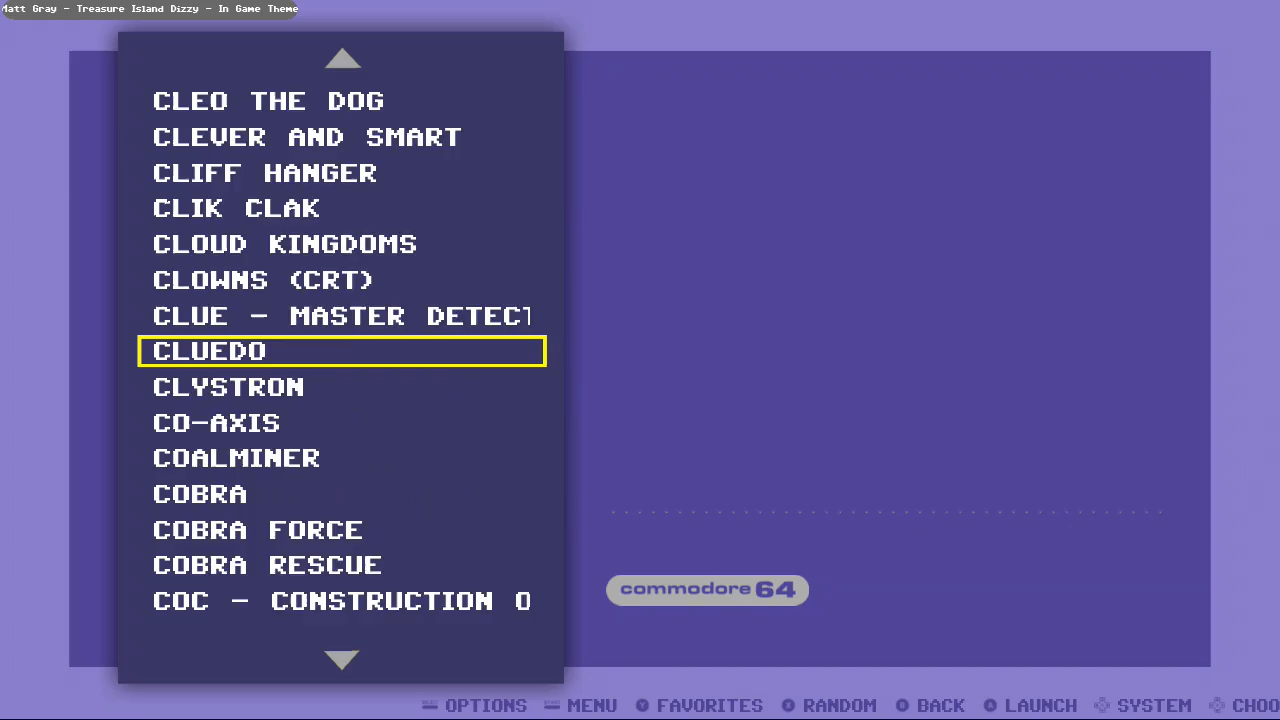 Matt Gray - Treasure Island Dizzy - In Game Theme
CLEO THE DOG
CLEVER AND SMART
CLIFF HANGER
CLIK CLAK
CLOUD KINGDOMS
CLOWNS (CRT)
CLUE - MASTER DETECT
CLUEDO
CLYSTRON
CO-AXIS
COALMINER
COBRA
COBRA FORCE
COBRA RESCUE
COC - CONSTRUCTION O
commodore 64
OPTIONS MENU FAVORITES RANDOM BACK LAUNCH SYSTEM CHOO